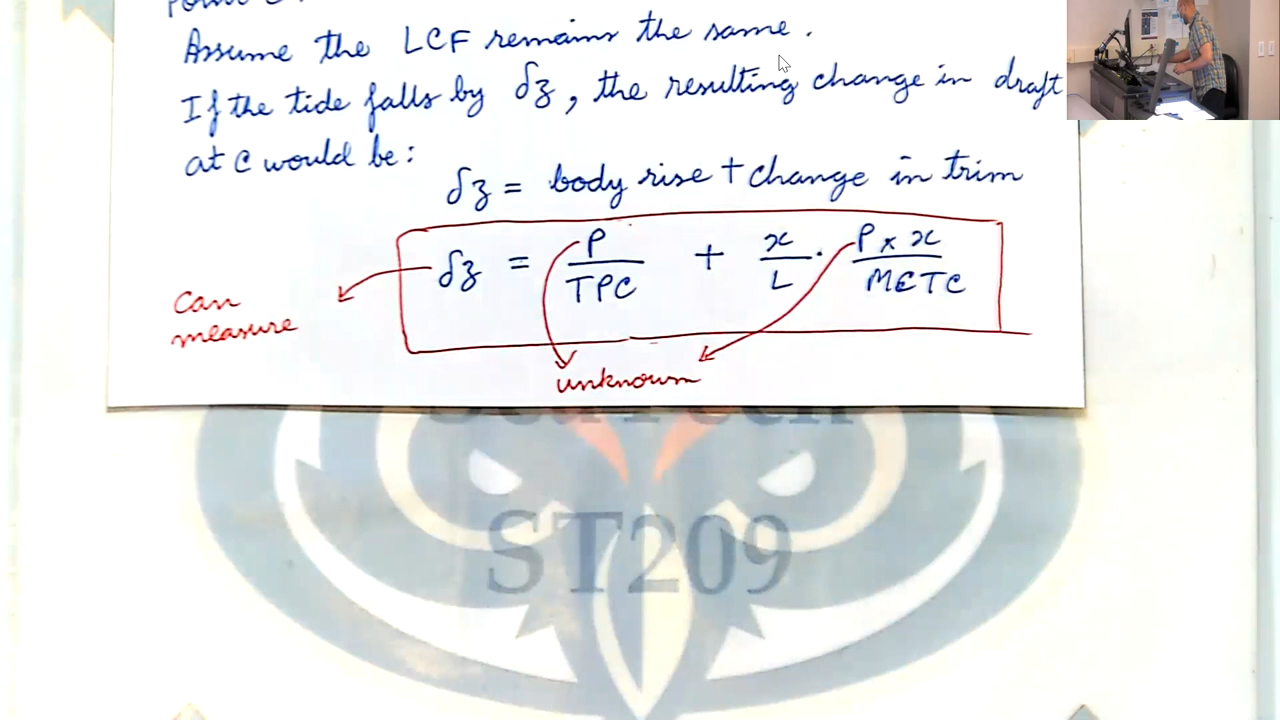 Assume the LCF remains the same.
If the tide falls by δz, the resulting change in draft
at C would be:
δz = body rise + change in trim
δz = P/TPC + x/L · P × x/MCTC
Can
measure
unknown
ST209